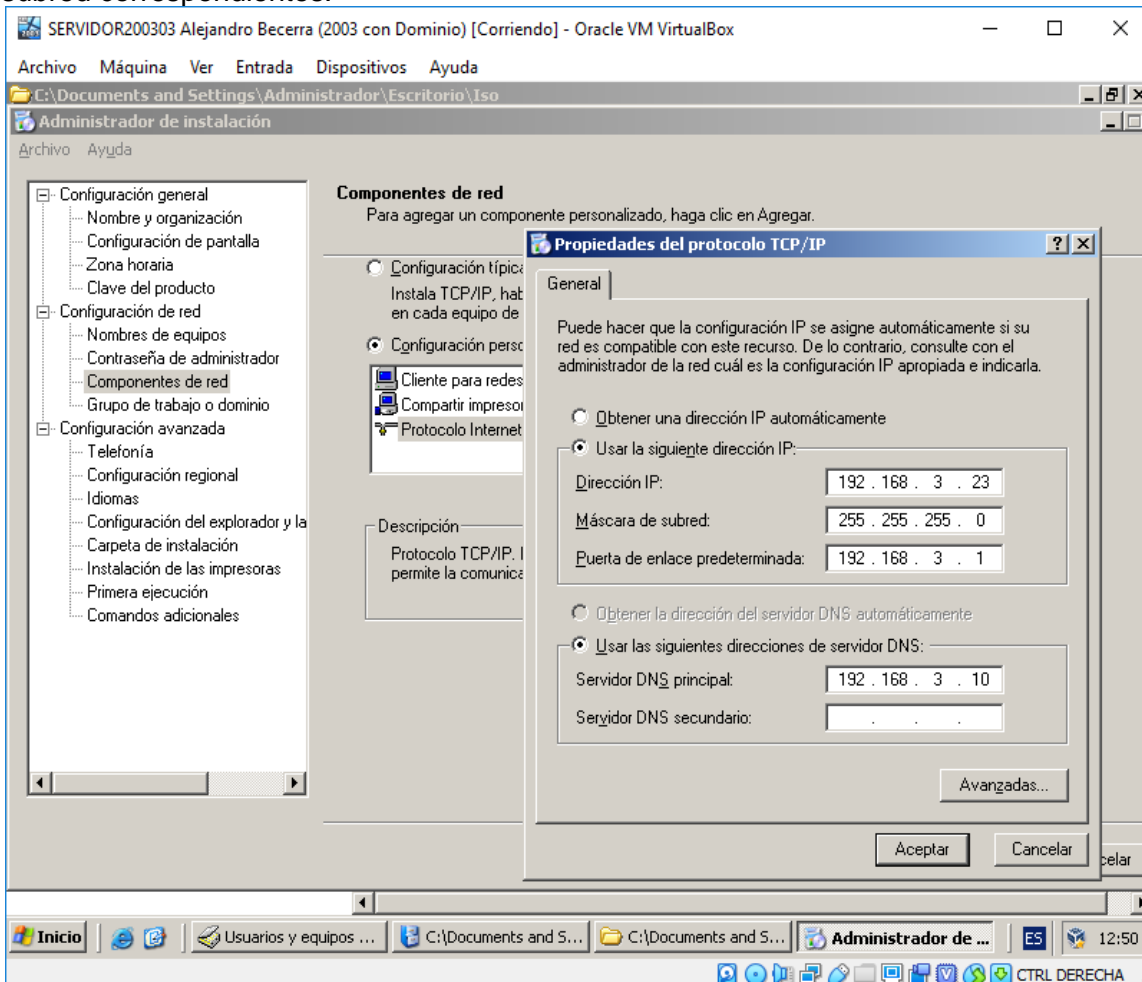 subred correspondientes.
SERVIDOR200303 Alejandro Becerra (2003 con Dominio) [Corriendo] - Oracle VM VirtualBox
Archivo Máquina Ver Entrada Dispositivos Ayuda
C:\Documents and Settings\Administrador\Escritorio\Iso
Administrador de instalación
Archivo Ayuda
Configuración general
Nombre y organización
Configuración de pantalla
Zona horaria
Clave del producto
Configuración de red
Nombres de equipos
Contraseña de administrador
Componentes de red
Grupo de trabajo o dominio
Configuración avanzada
Telefonía
Configuración regional
Idiomas
Configuración del explorador y la
Carpeta de instalación
Instalación de las impresoras
Primera ejecución
Comandos adicionales
Componentes de red
Para agregar un componente personalizado, haga clic en Agregar.
Configuración típica
Instala TCP/IP, hab
en cada equipo de
Configuración perso
Cliente para redes
Compartir impresor
Protocolo Internet
Descripción
Protocolo TCP/IP. I
permite la comunica
Propiedades del protocolo TCP/IP
General
Puede hacer que la configuración IP se asigne automáticamente si su
red es compatible con este recurso. De lo contrario, consulte con el
administrador de la red cuál es la configuración IP apropiada e indicarla.
Obtener una dirección IP automáticamente
Usar la siguiente dirección IP:
Dirección IP: 192 . 168 . 3 . 23
Máscara de subred: 255 . 255 . 255 . 0
Puerta de enlace predeterminada: 192 . 168 . 3 . 1
Obtener la dirección del servidor DNS automáticamente
Usar las siguientes direcciones de servidor DNS:
Servidor DNS principal: 192 . 168 . 3 . 10
Servidor DNS secundario: . . .
Avanzadas...
Aceptar Cancelar
celar
Inicio Usuarios y equipos ... C:\Documents and S... C:\Documents and S... Administrador de ... ES 12:50
CTRL DERECHA